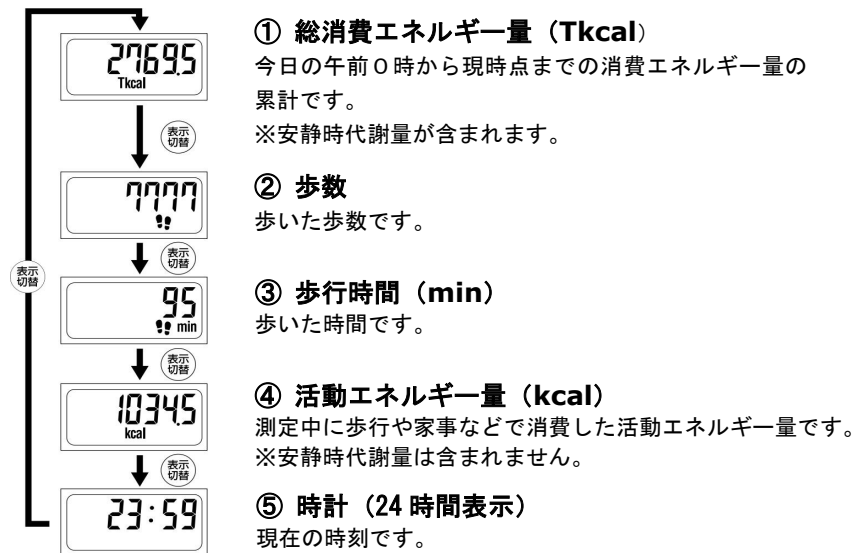 ① 総消費エネルギー量（Tkcal）
27695
Tkcal
今日の午前０時から現時点までの消費エネルギー量の
累計です。
※安静時代謝量が含まれます。
表示
切替
② 歩数
7777
歩いた歩数です。
表示
切替
表示
切替
③ 歩行時間（min）
95
min
歩いた時間です。
表示
切替
④ 活動エネルギー量（kcal）
10345
kcal
測定中に歩行や家事などで消費した活動エネルギー量です。
※安静時代謝量は含まれません。
表示
切替
⑤ 時計（24 時間表示）
23:59
現在の時刻です。